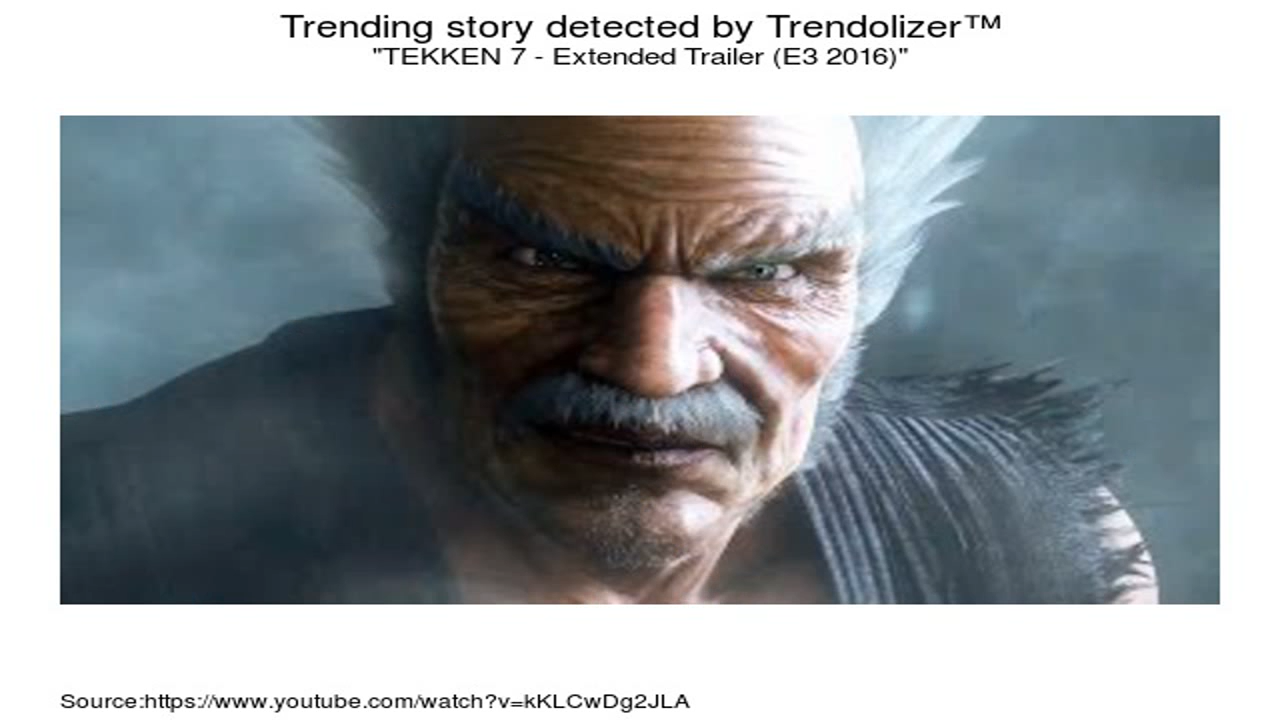 Trending story detected by Trendolizer™
"TEKKEN 7 - Extended Trailer (E3 2016)"
Source:https://www.youtube.com/watch?v=kKLCwDg2JLA